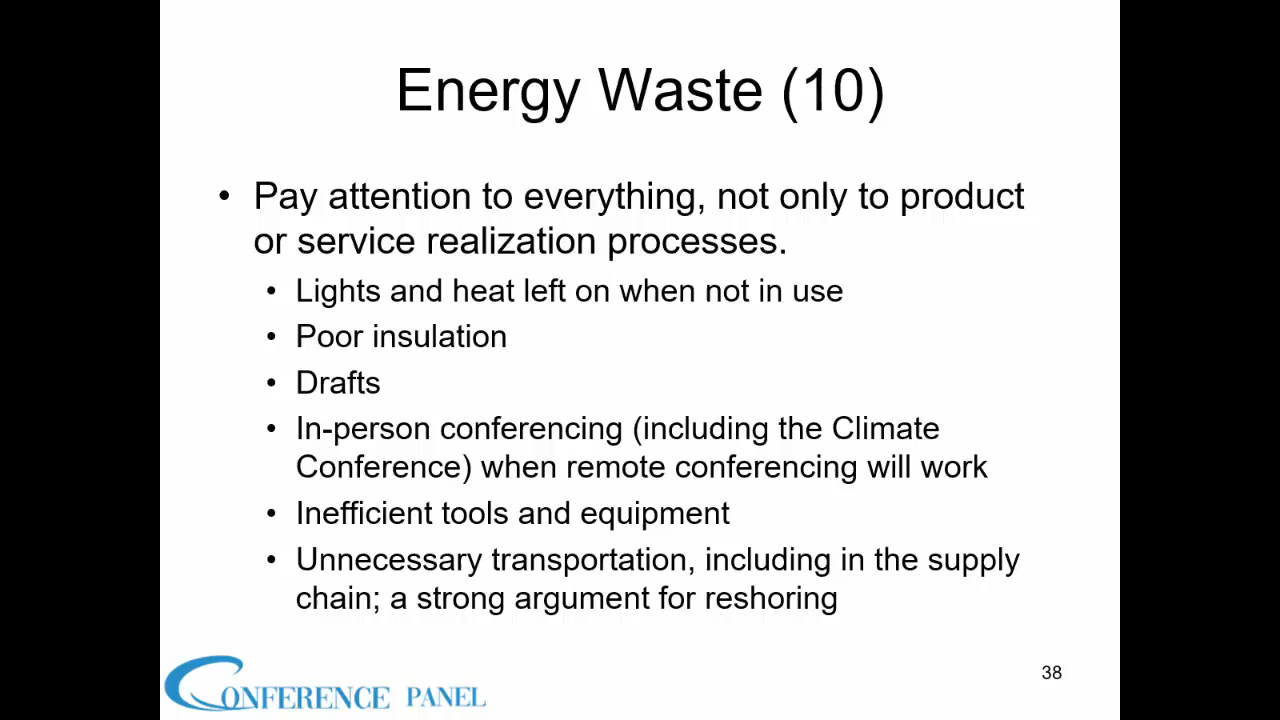 Energy Waste (10)
• Pay attention to everything, not only to product
or service realization processes.
• Lights and heat left on when not in use
• Poor insulation
• Drafts
• In-person conferencing (including the Climate
Conference) when remote conferencing will work
• Inefficient tools and equipment
• Unnecessary transportation, including in the supply
chain; a strong argument for reshoring
CONFERENCE PANEL
38